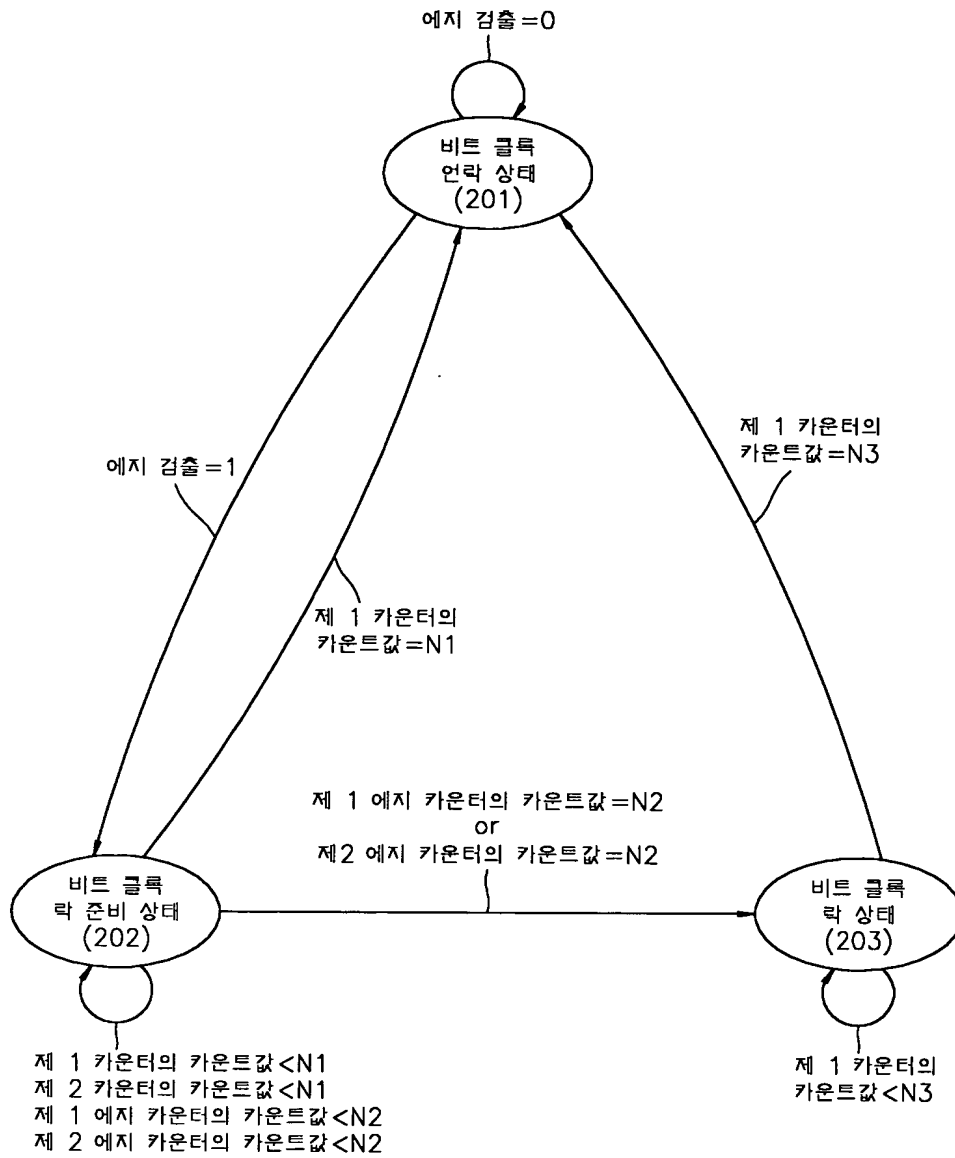 에지 검출=0
비트 클록
언락 상태
(201)
제 1 카운터의
카운트값=N3
에지 검출=1
제 1 카운터의
카운트값=N1
제 1 에지 카운터의 카운트값=N2
or
제2 에지 카운터의 카운트값=N2
비트 클록
락 준비 상태
(202)
비트 클록
락 상태
(203)
제 1 카운터의 카운트값<N1
제 2 카운터의 카운트값<N1
제 1 에지 카운터의 카운트값<N2
제 2 에지 카운터의 카운트값<N2
제 1 카운터의
카운트값<N3